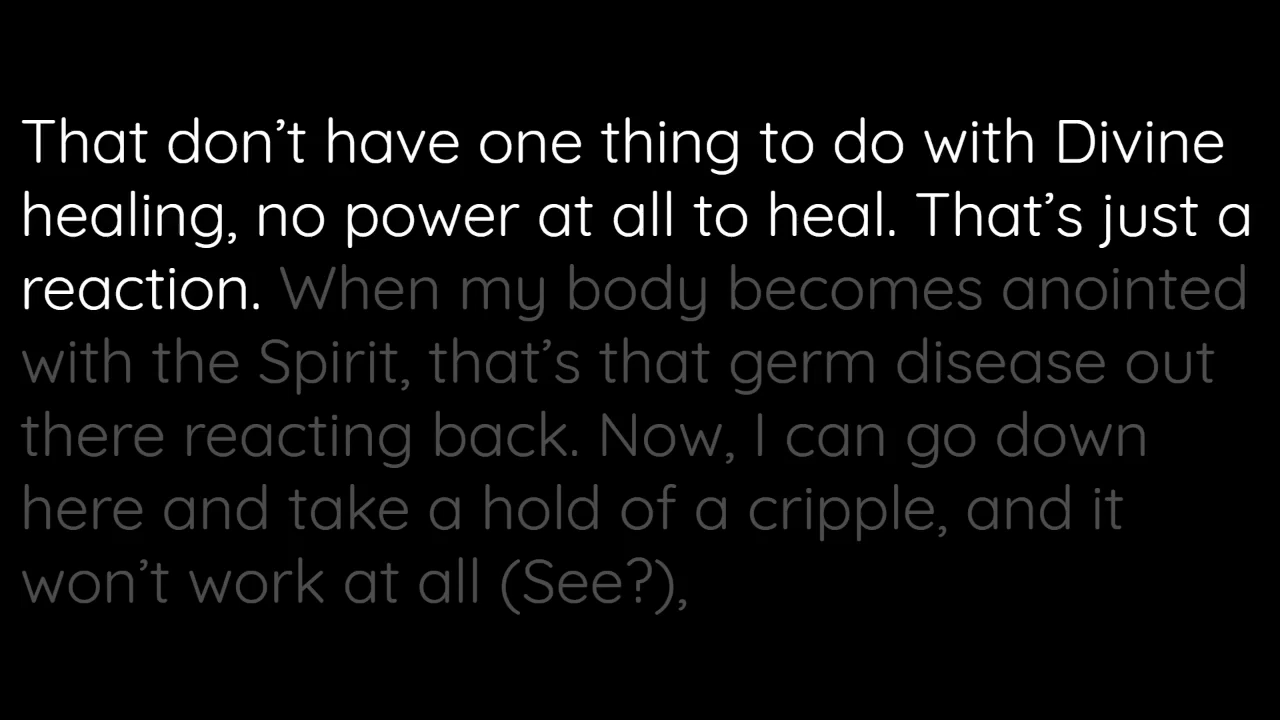 That don’t have one thing to do with Divine
healing, no power at all to heal. That’s just a
reaction. When my body becomes anointed
with the Spirit, that’s that germ disease out
there reacting back. Now, I can go down
here and take a hold of a cripple, and it
won’t work at all (See?),